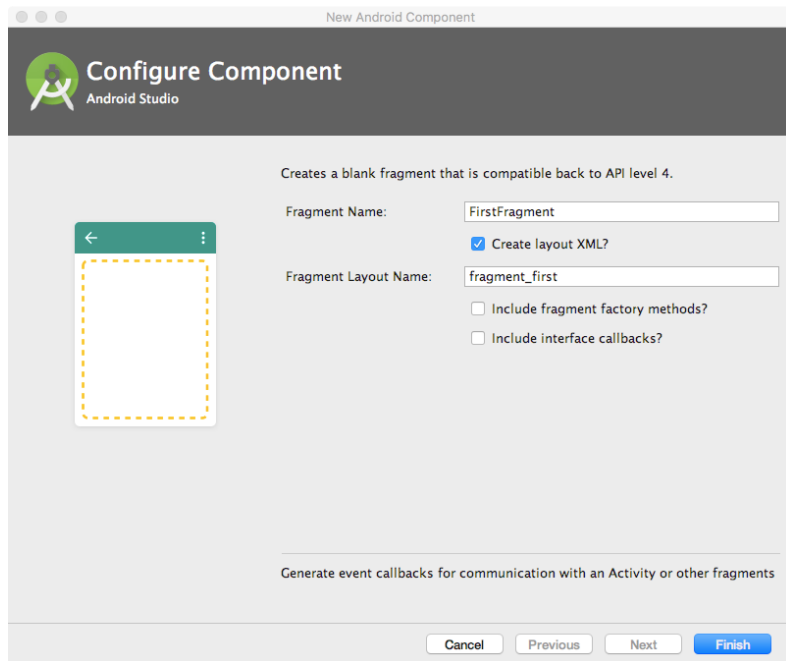 New Android Component
Configure Component
Android Studio
Creates a blank fragment that is compatible back to API level 4.
Fragment Name:
FirstFragment
Create layout XML?
Fragment Layout Name:
fragment_first
Include fragment factory methods?
Include interface callbacks?
Generate event callbacks for communication with an Activity or other fragments
Cancel
Previous
Next
Finish